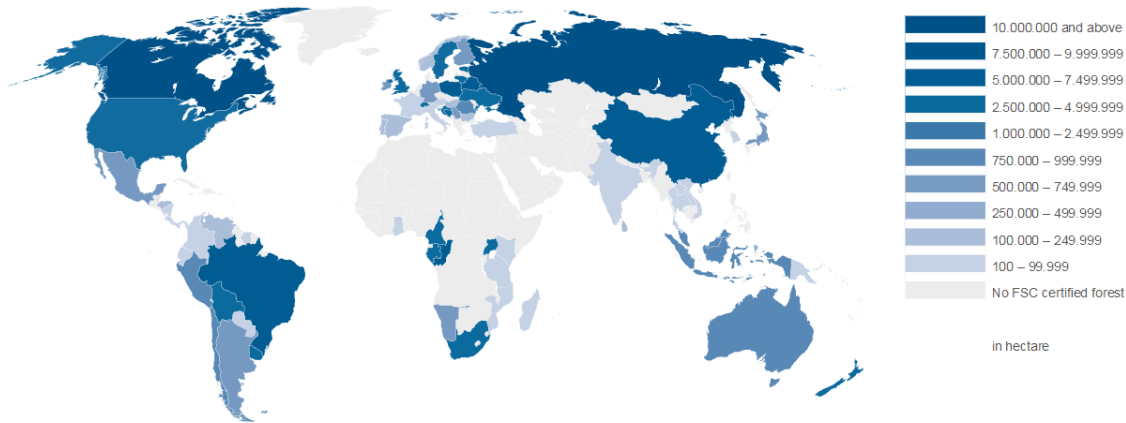 10.000.000 and above
7.500.000 – 9.999.999
5.000.000 – 7.499.999
2.500.000 – 4.999.999
1.000.000 – 2.499.999
750.000 – 999.999
500.000 – 749.999
250.000 – 499.999
100.000 – 249.999
100 – 99.999
No FSC certified forest
in hectare